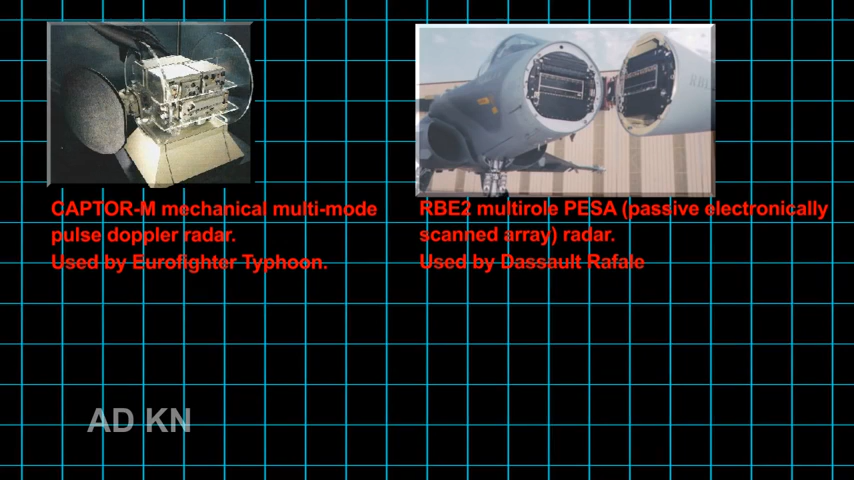 CAPTOR-M mechanical multi-mode
pulse doppler radar.
Used by Eurofighter Typhoon.
RBE2 multirole PESA (passive electronically
scanned array) radar.
Used by Dassault Rafale
AD KN